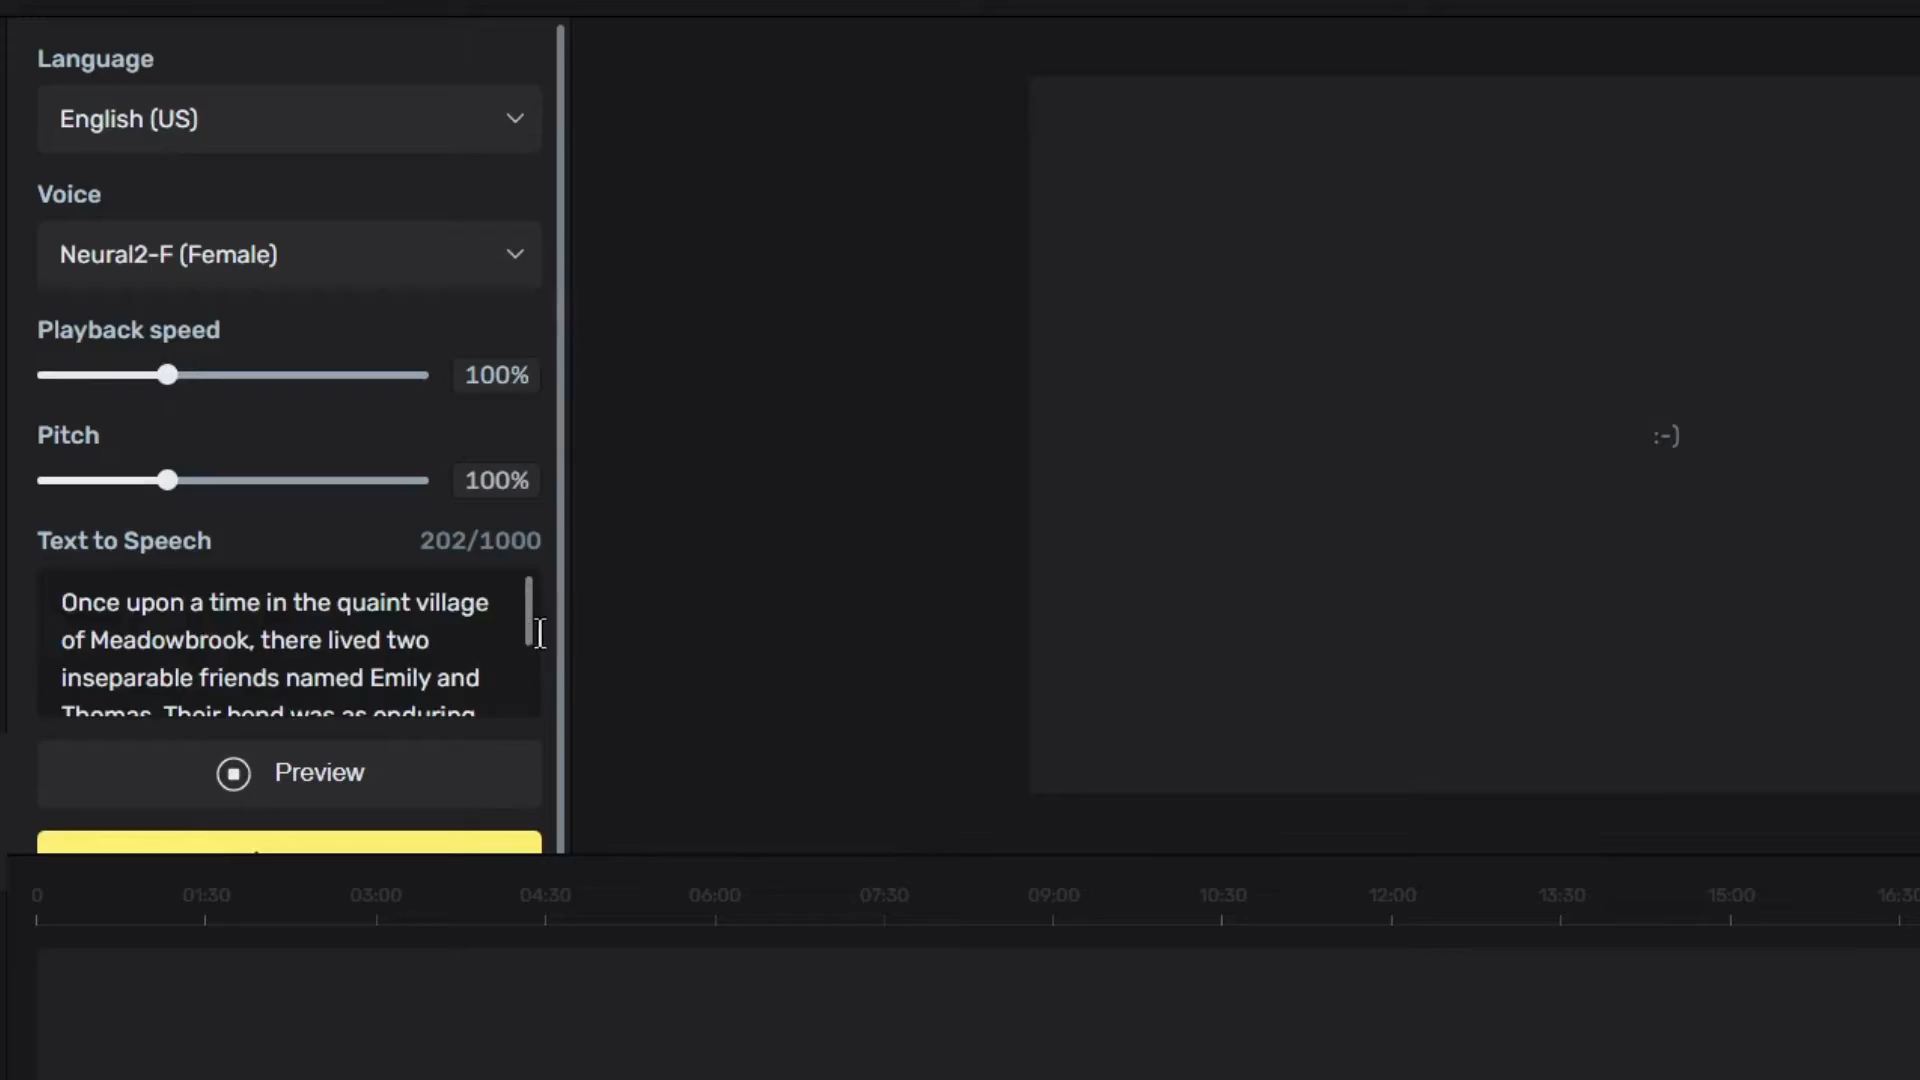 Language
English (US)
Voice
Neural2-F (Female)
Playback speed
100%
Pitch
100%
Text to Speech 202/1000
Once upon a time in the quaint village
of Meadowbrook, there lived two
inseparable friends named Emily and
Thomas. Their bond was as enduring
Preview
:-)
0 01:30 03:00 04:30 06:00 07:30 09:00 10:30 12:00 13:30 15:00 16:30